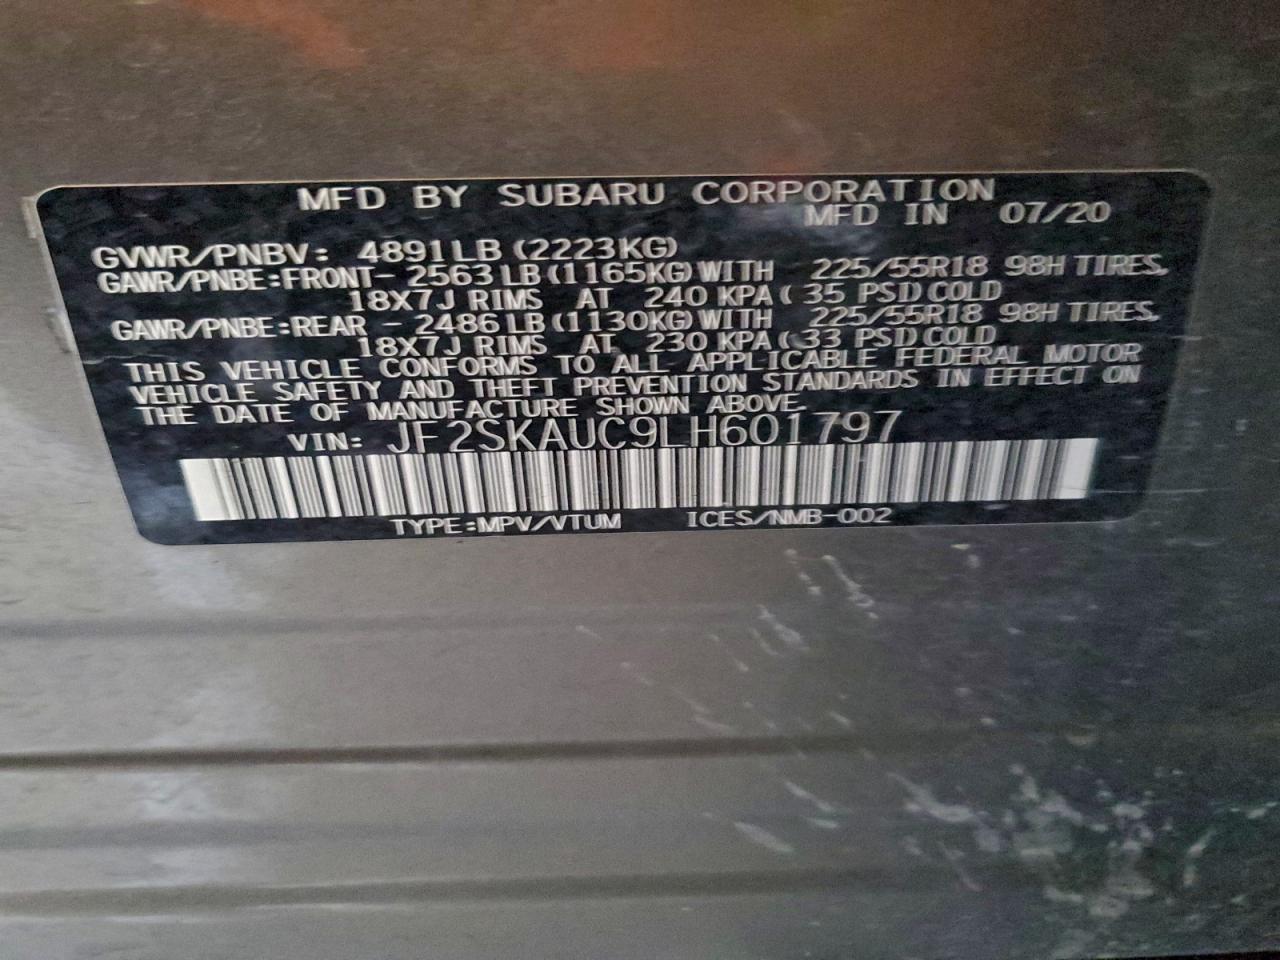 MFD BY SUBARU CORPORATION
MFD IN 07/20
GVWR/PNBV: 4891LB (2223KG)
GAWR/PNBE:FRONT-2563LB(1165KG)WITH 225/55R18 98H TIRES,
18X7J RIMS AT 240 KPA( 35 PSI)COLD
GAWR/PNBE:REAR -2486LB(1130KG)WITH 225/55R18 98H TIRES,
18X7J RIMS AT 230 KPA( 33 PSI)COLD
THIS VEHICLE CONFORMS TO ALL APPLICABLE FEDERAL MOTOR
VEHICLE SAFETY AND THEFT PREVENTION STANDARDS IN EFFECT ON
THE DATE OF MANUFACTURE SHOWN ABOVE.
VIN: JF2SKAUC9LH601797
TYPE:MPV/VTUM ICES/NMB-002